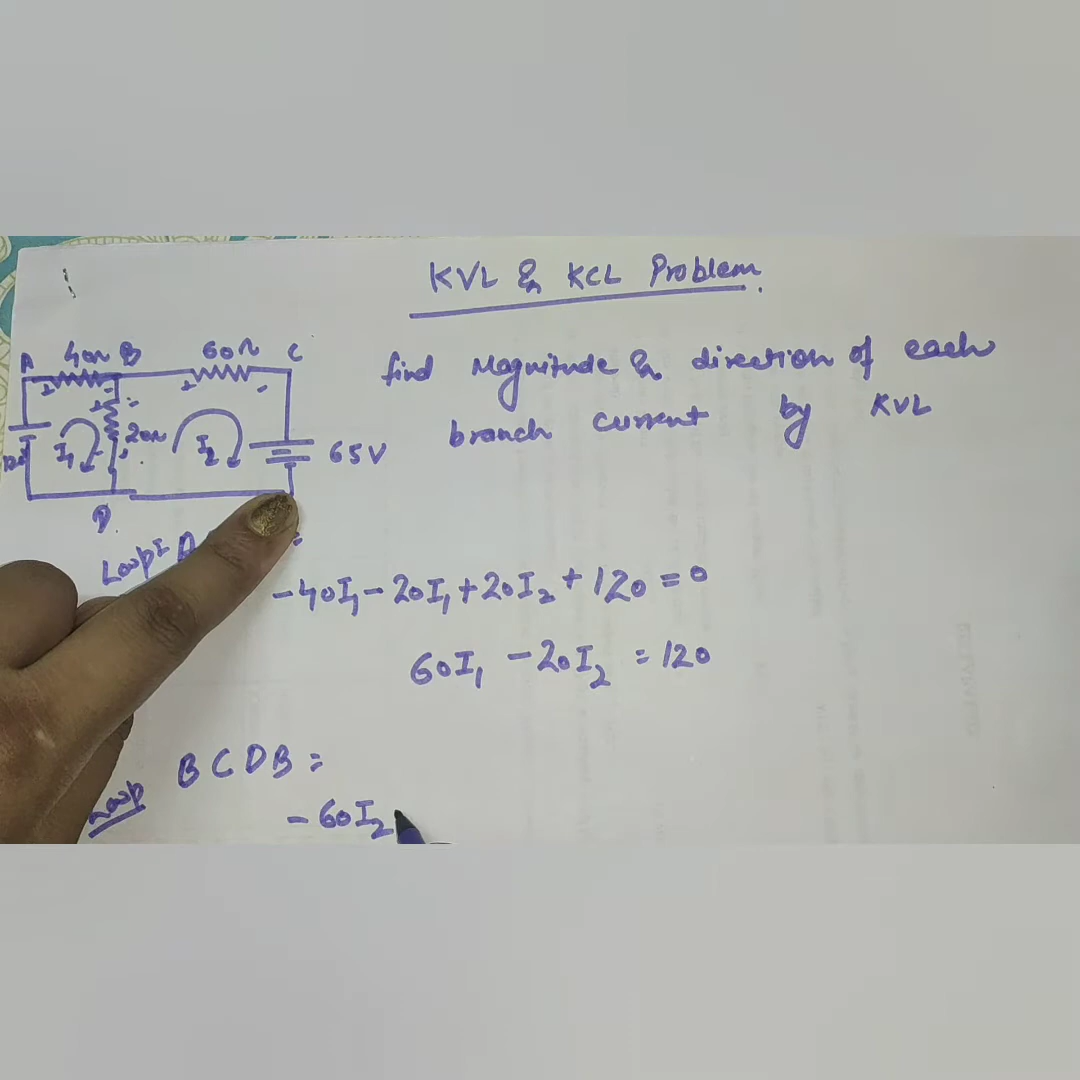 KVL & KCL Problem.
A 40Ω B 60Ω C
find Magnitude & direction of each
branch current by KVL
I₁ 20Ω I₂ 65V
D
Loop
-40I₁ - 20I₁ + 20I₂ + 120 = 0
60I₁ - 20I₂ = 120
Loop BCDB =
- 60I₂